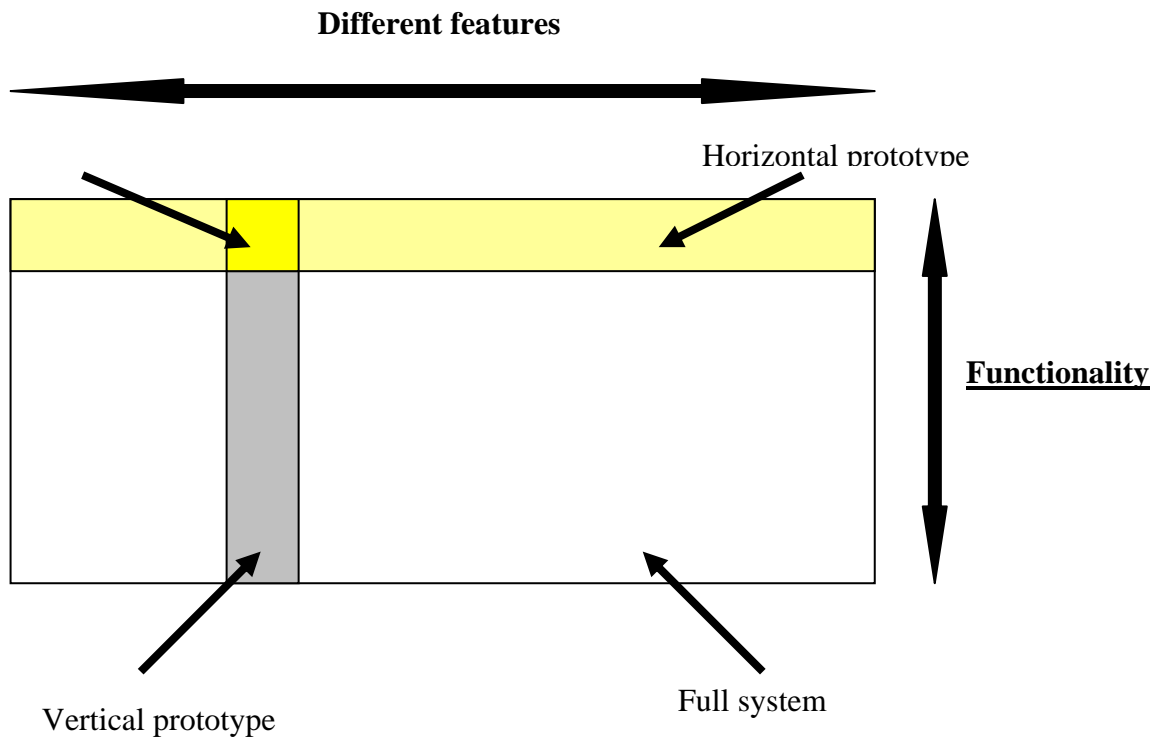 Different features
Horizontal prototype
Functionality
Full system
Vertical prototype